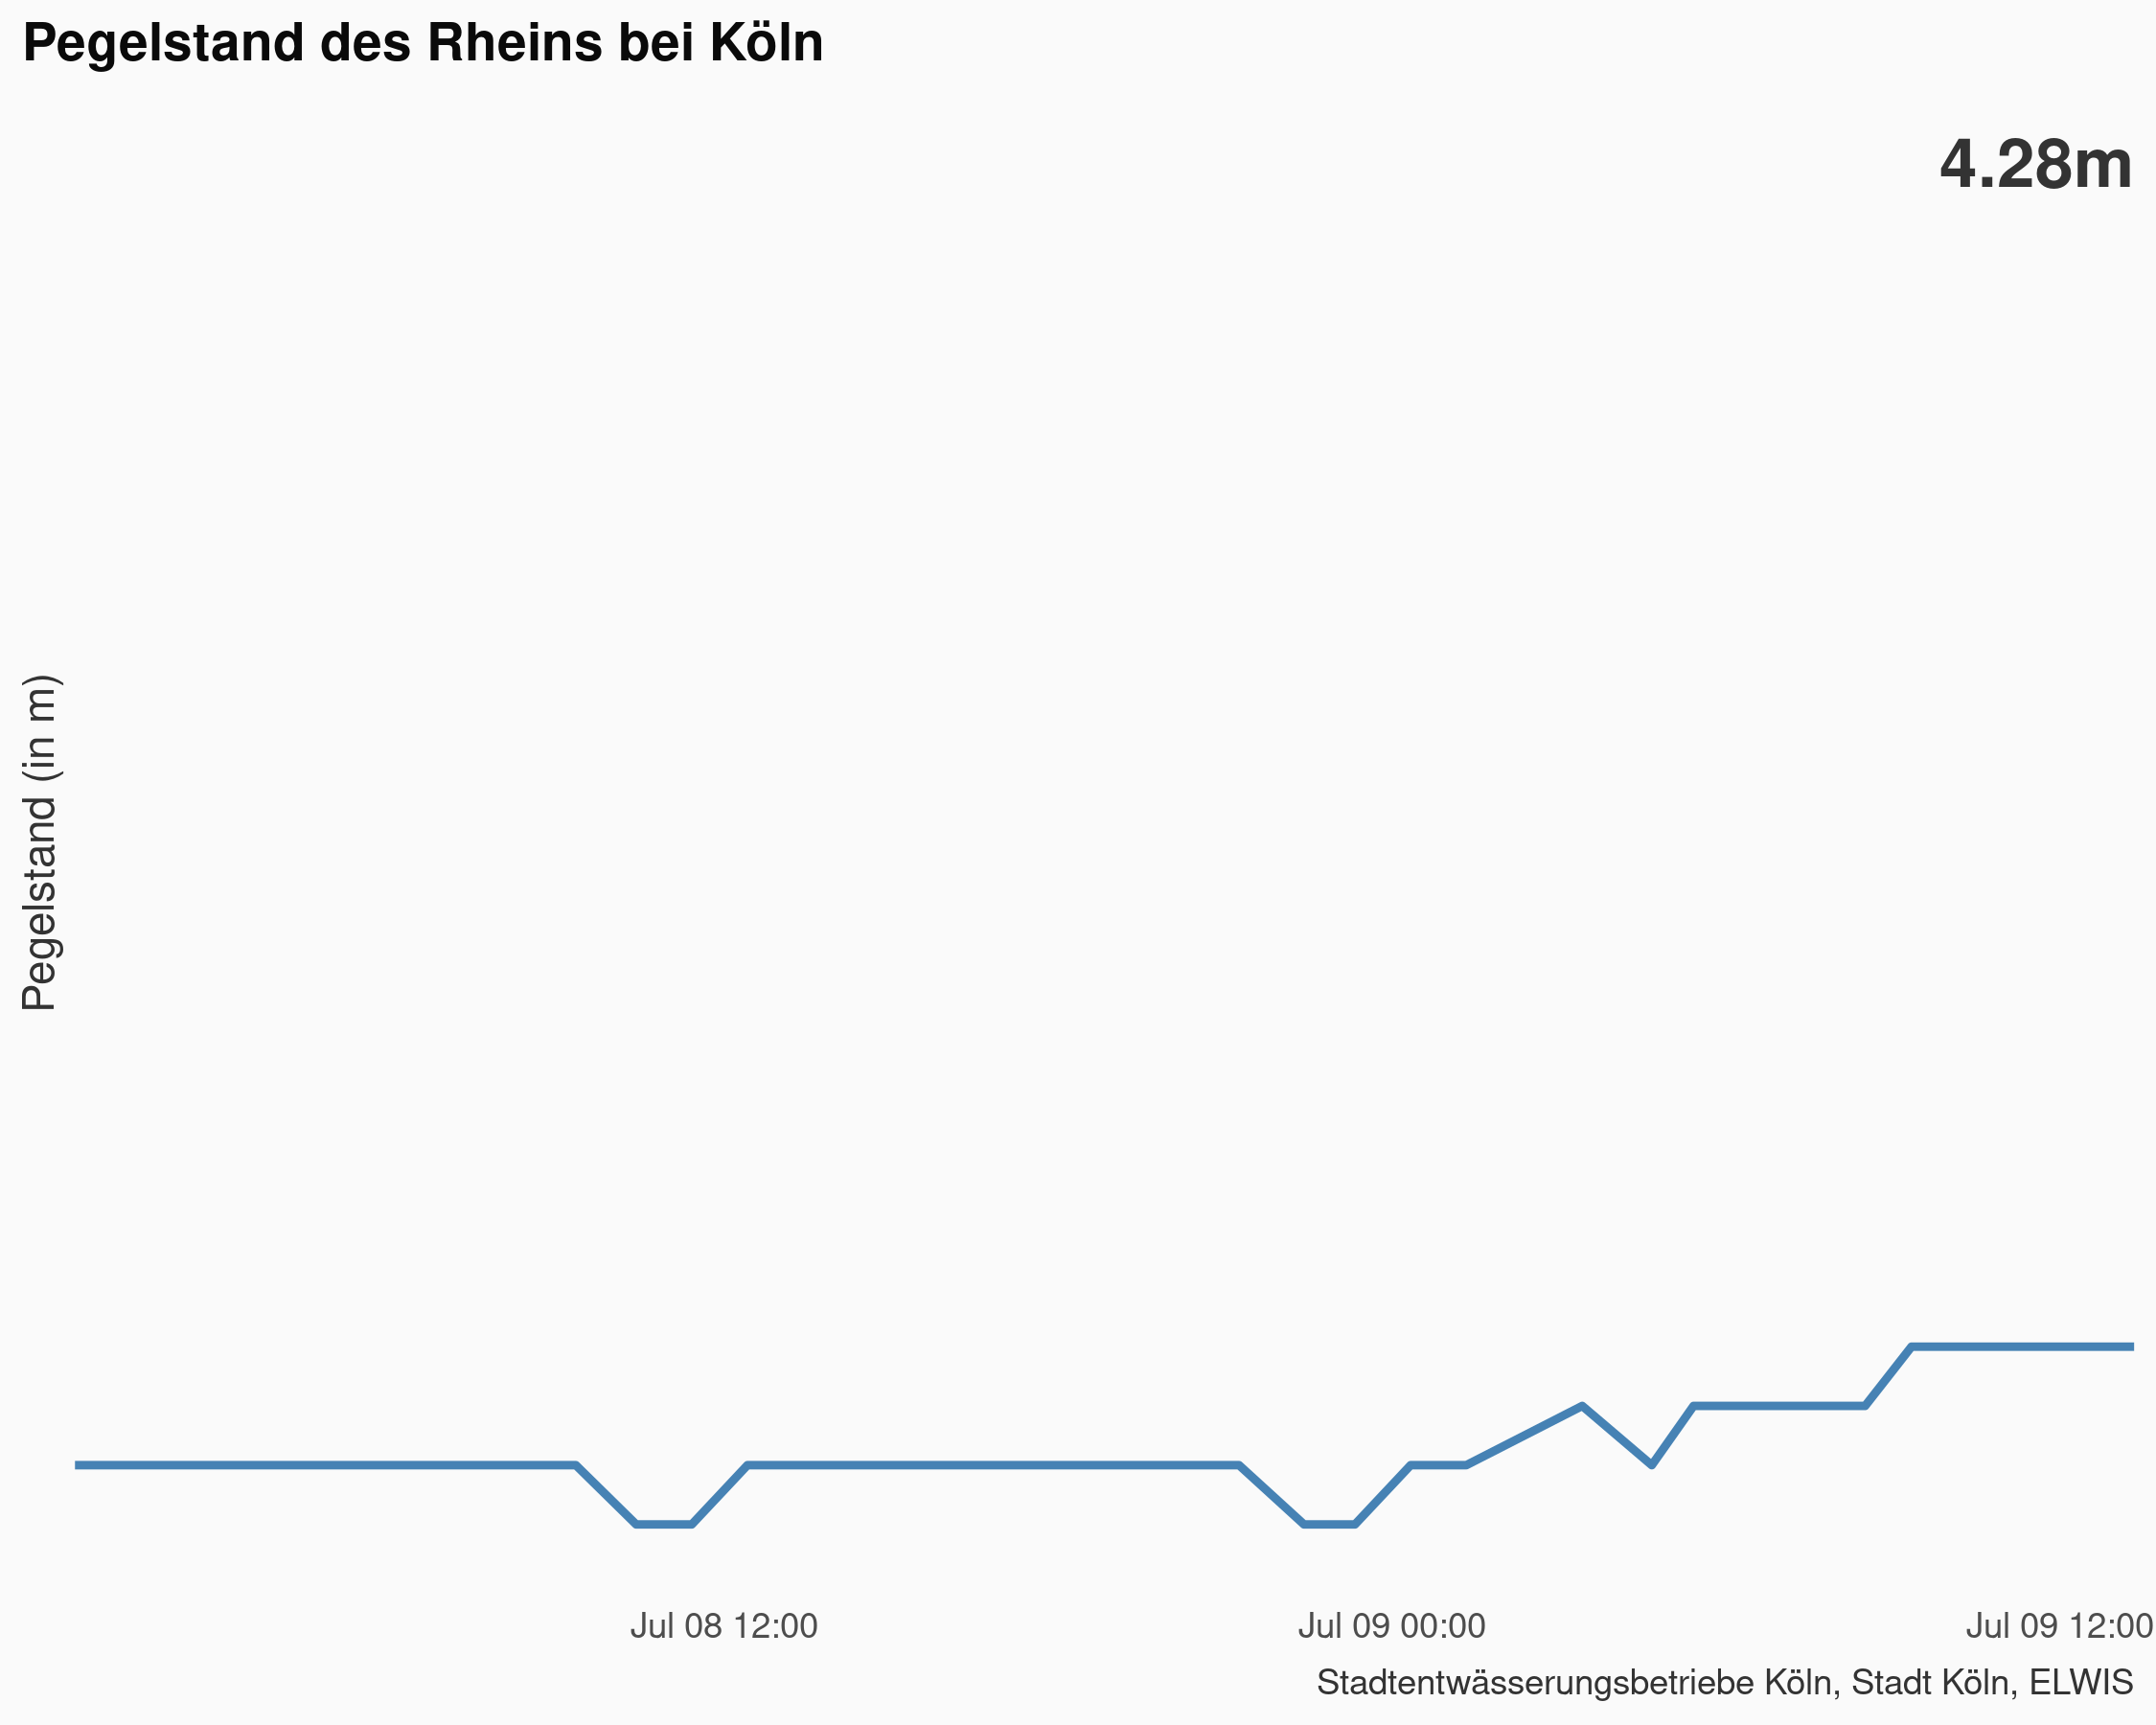 Pegelstand des Rheins bei Köln
4.28m
Pegelstand (in m)
Jul 08 12:00
Jul 09 00:00
Jul 09 12:00
Stadtentwässerungsbetriebe Köln, Stadt Köln, ELWIS